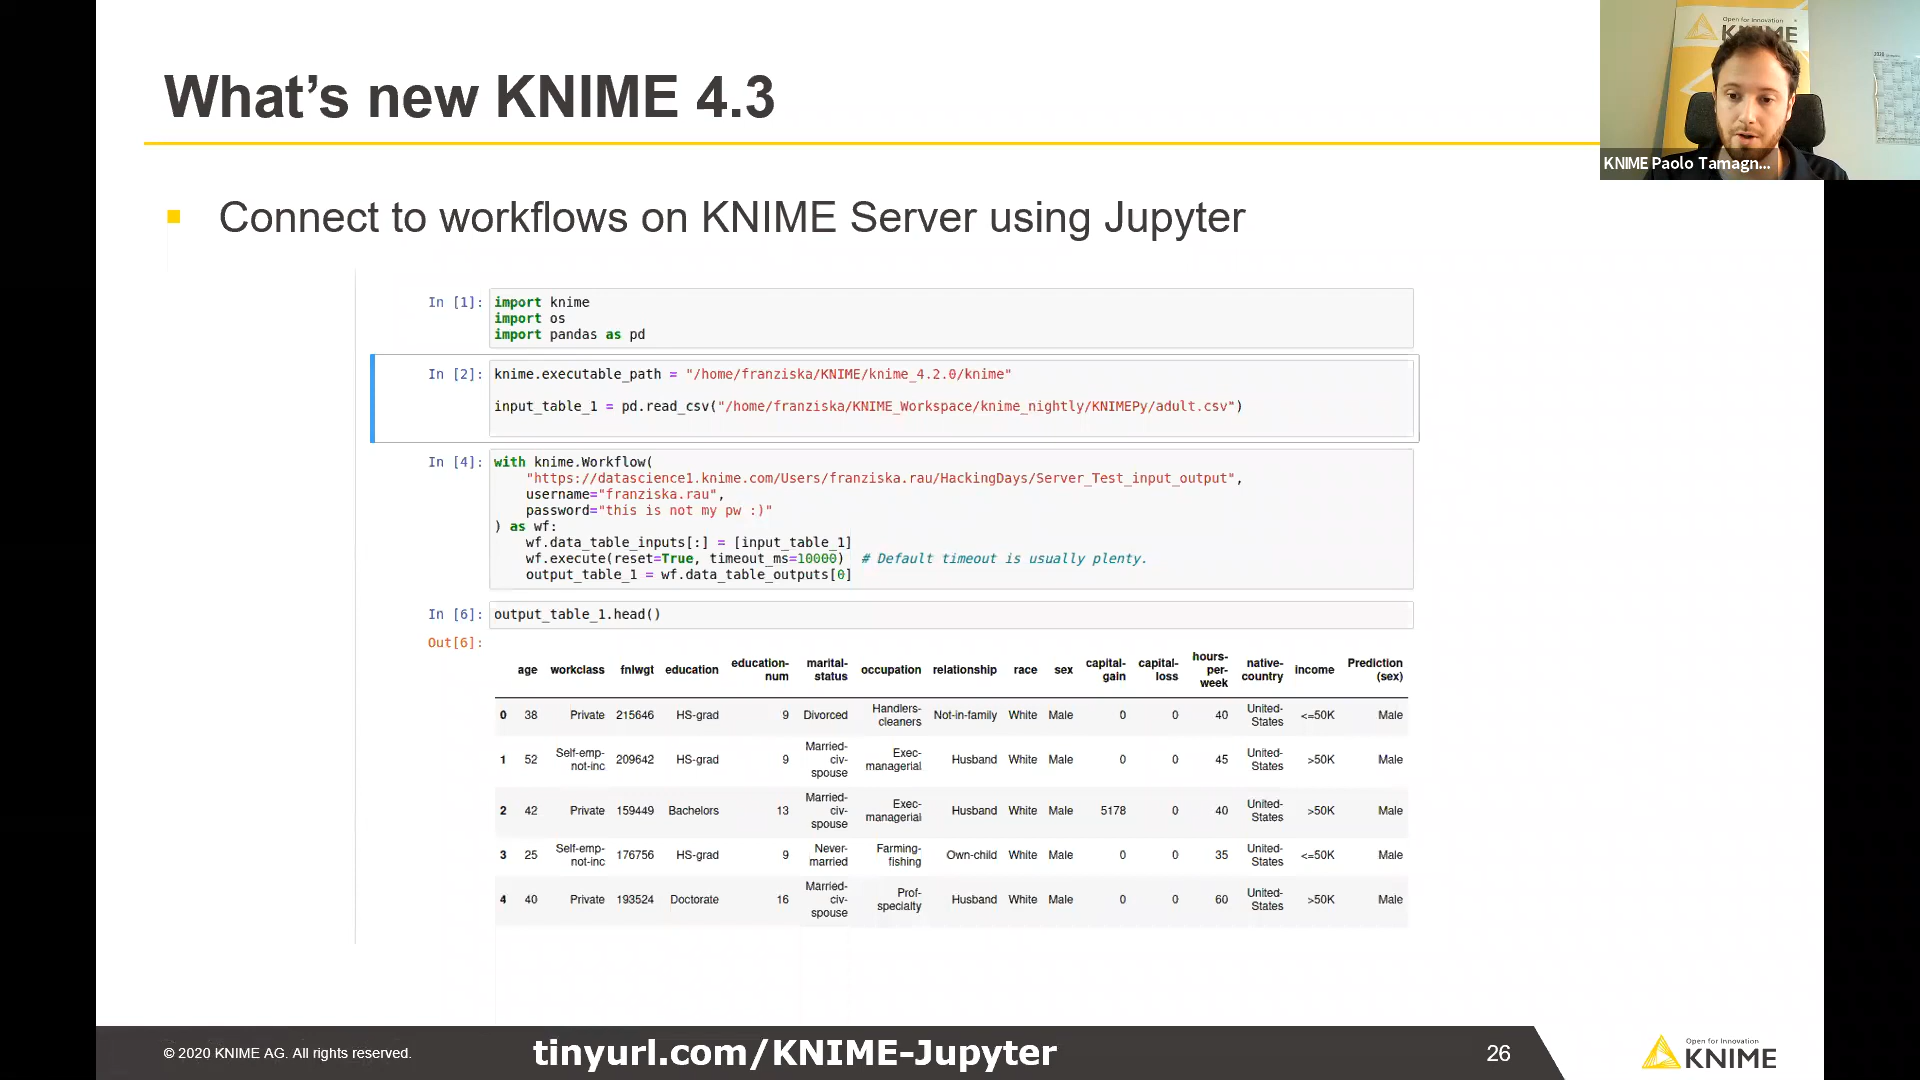 What's new KNIME 4.3
Open for Innovation
KNIME
KNIME Paolo Tamagn...
Connect to workflows on KNIME Server using Jupyter
In [1]: import knime
import os
import pandas as pd
In [2]: knime.executable_path = "/home/franziska/KNIME/knime_4.2.0/knime"
input_table_1 = pd.read_csv("/home/franziska/KNIME_Workspace/knime_nightly/KNIMEPy/adult.csv")
In [4]: with knime.Workflow(
"https://datascience1.knime.com/Users/franziska.rau/HackingDays/Server_Test_input_output",
username="franziska.rau",
password="this is not my pw :)"
) as wf:
wf.data_table_inputs[:] = [input_table_1]
wf.execute(reset=True, timeout_ms=10000) # Default timeout is usually plenty.
output_table_1 = wf.data_table_outputs[0]
In [6]: output_table_1.head()
Out[6]:
age workclass fnlwgt education education-num marital-status occupation relationship race sex capital-gain capital-loss hours-per-week native-country income Prediction (sex)
0 38 Private 215646 HS-grad 9 Divorced Handlers-cleaners Not-in-family White Male 0 0 40 United-States <=50K Male
1 52 Self-emp-not-inc 209642 HS-grad 9 Married-civ-spouse Exec-managerial Husband White Male 0 0 45 United-States >50K Male
2 42 Private 159449 Bachelors 13 Married-civ-spouse Exec-managerial Husband White Male 5178 0 40 United-States >50K Male
3 25 Self-emp-not-inc 176756 HS-grad 9 Never-married Farming-fishing Own-child White Male 0 0 35 United-States <=50K Male
4 40 Private 193524 Doctorate 16 Married-civ-spouse Prof-specialty Husband White Male 0 0 60 United-States >50K Male
© 2020 KNIME AG. All rights reserved.
tinyurl.com/KNIME-Jupyter
26
Open for Innovation
KNIME